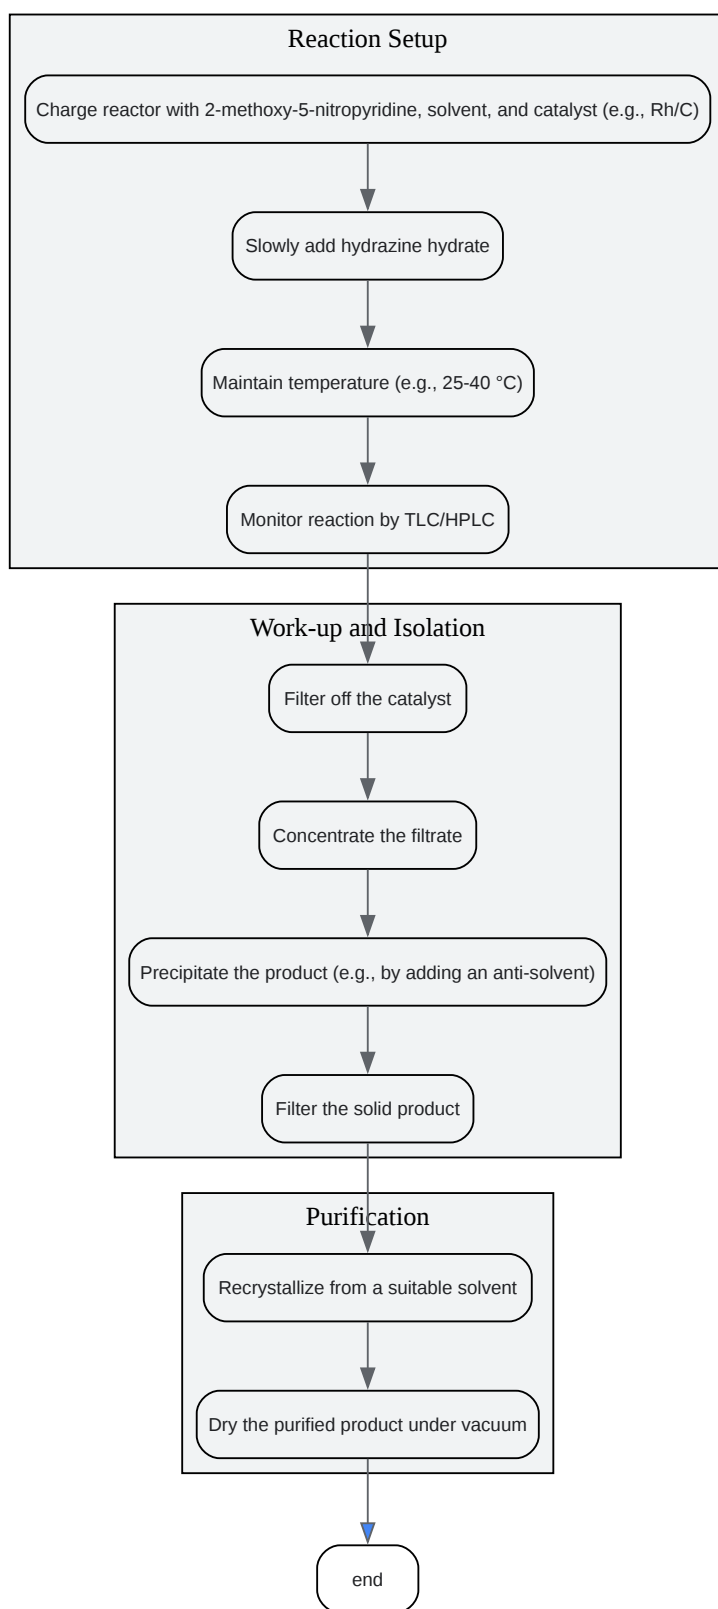 Reaction Setup
Charge reactor with 2-methoxy-5-nitropyridine, solvent, and catalyst (e.g., Rh/C)
Slowly add hydrazine hydrate
Maintain temperature (e.g., 25-40 °C)
Monitor reaction by TLC/HPLC
Work-up and Isolation
Filter off the catalyst
Concentrate the filtrate
Precipitate the product (e.g., by adding an anti-solvent)
Filter the solid product
Purification
Recrystallize from a suitable solvent
Dry the purified product under vacuum
end